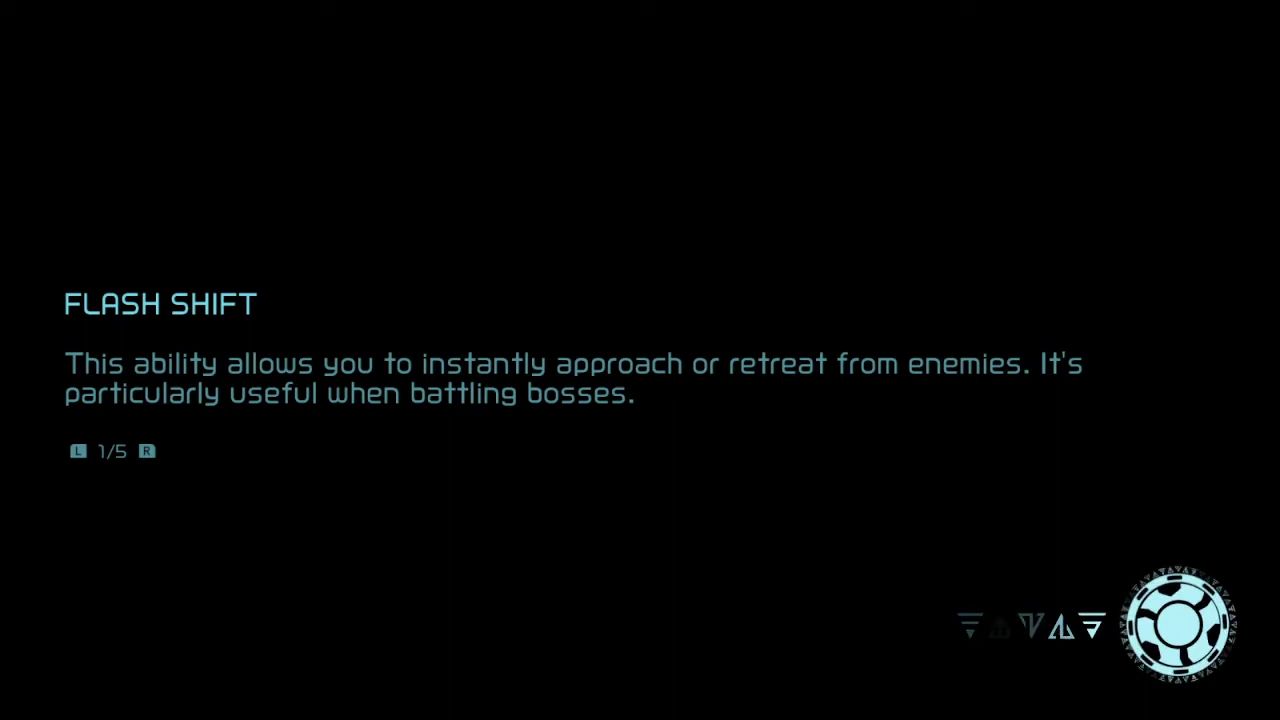 FLASH SHIFT
This ability allows you to instantly approach or retreat from enemies. It's
particularly useful when battling bosses.
L 1/5 R